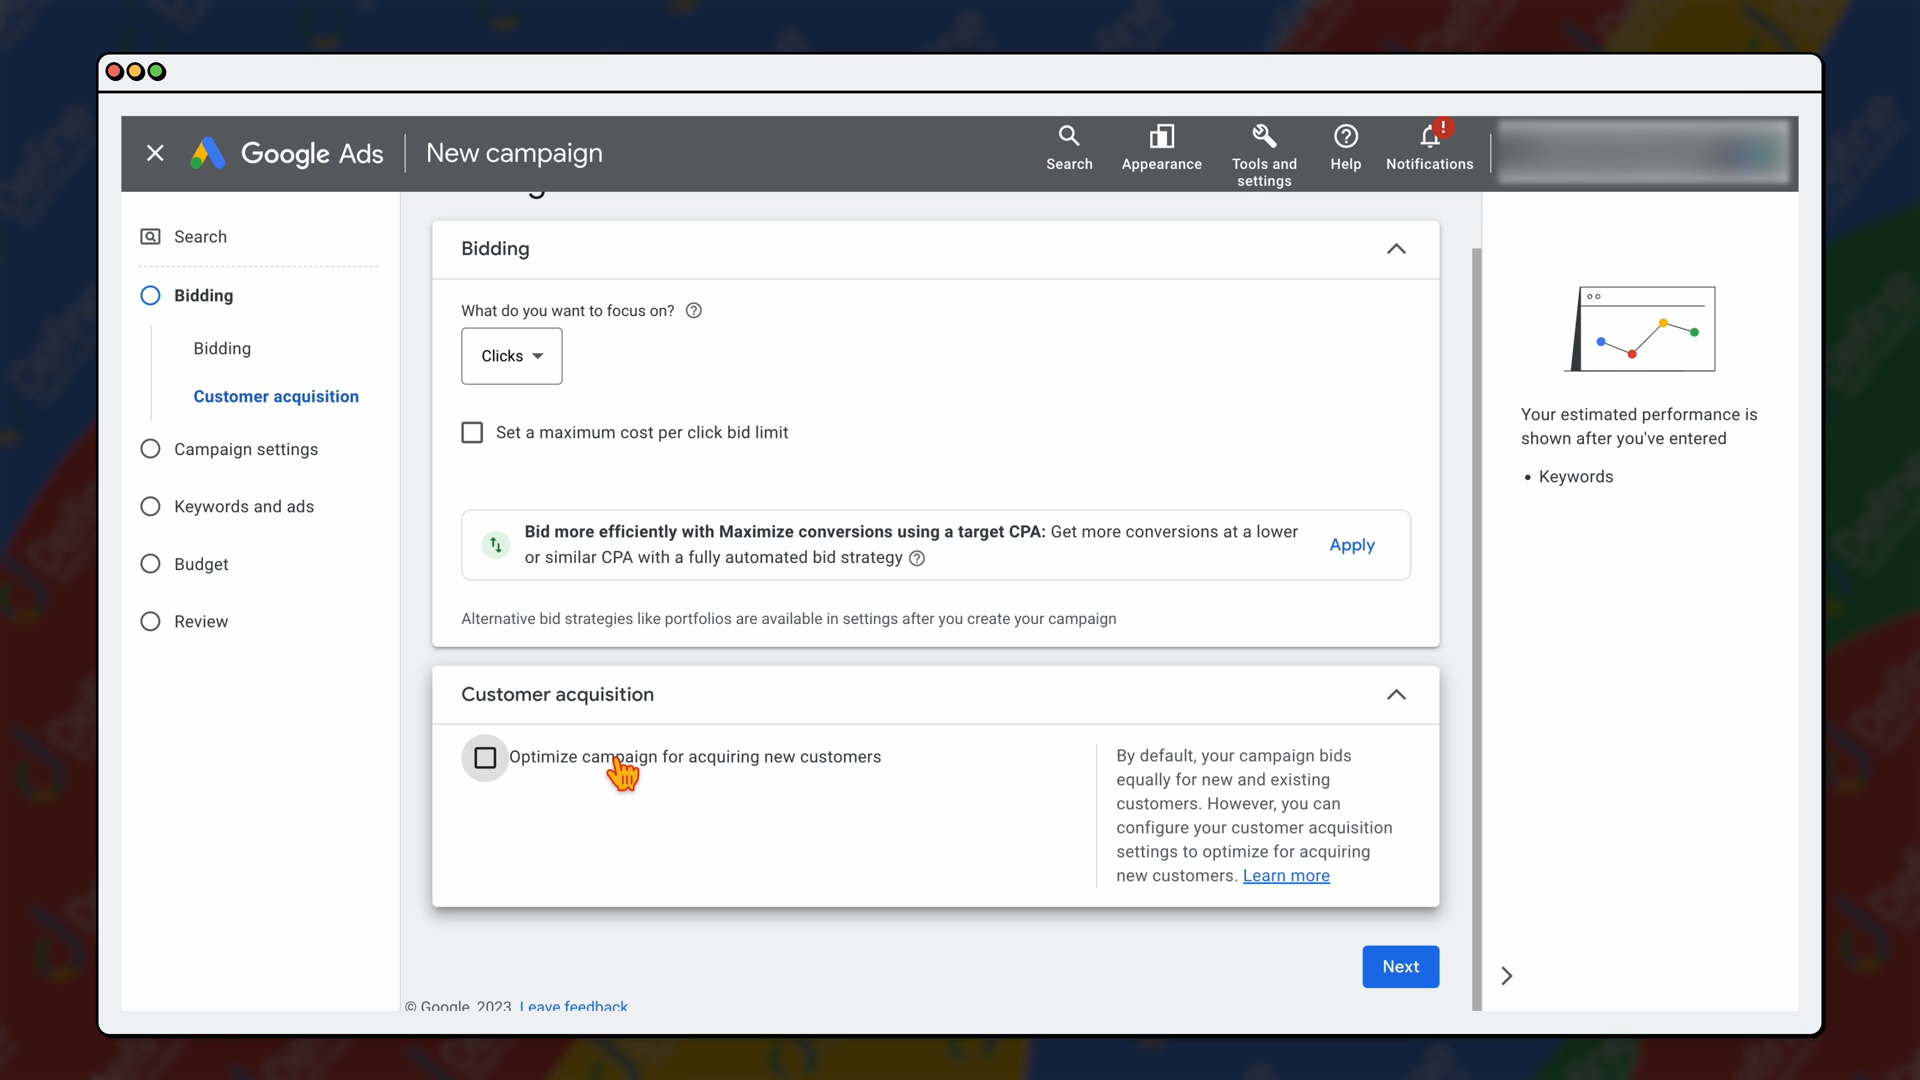 Google Ads
New campaign
Search
Appearance
Tools and
settings
Help
!
Notifications
Search
Bidding
Bidding
Customer acquisition
Campaign settings
Keywords and ads
Budget
Review
Bidding
What do you want to focus on?
Clicks
Set a maximum cost per click bid limit
Bid more efficiently with Maximize conversions using a target CPA: Get more conversions at a lower
or similar CPA with a fully automated bid strategy
Apply
Alternative bid strategies like portfolios are available in settings after you create your campaign
Customer acquisition
Optimize campaign for acquiring new customers
By default, your campaign bids
equally for new and existing
customers. However, you can
configure your customer acquisition
settings to optimize for acquiring
new customers. Learn more
Next
© Google, 2023. Leave feedback
Your estimated performance is
shown after you've entered
• Keywords